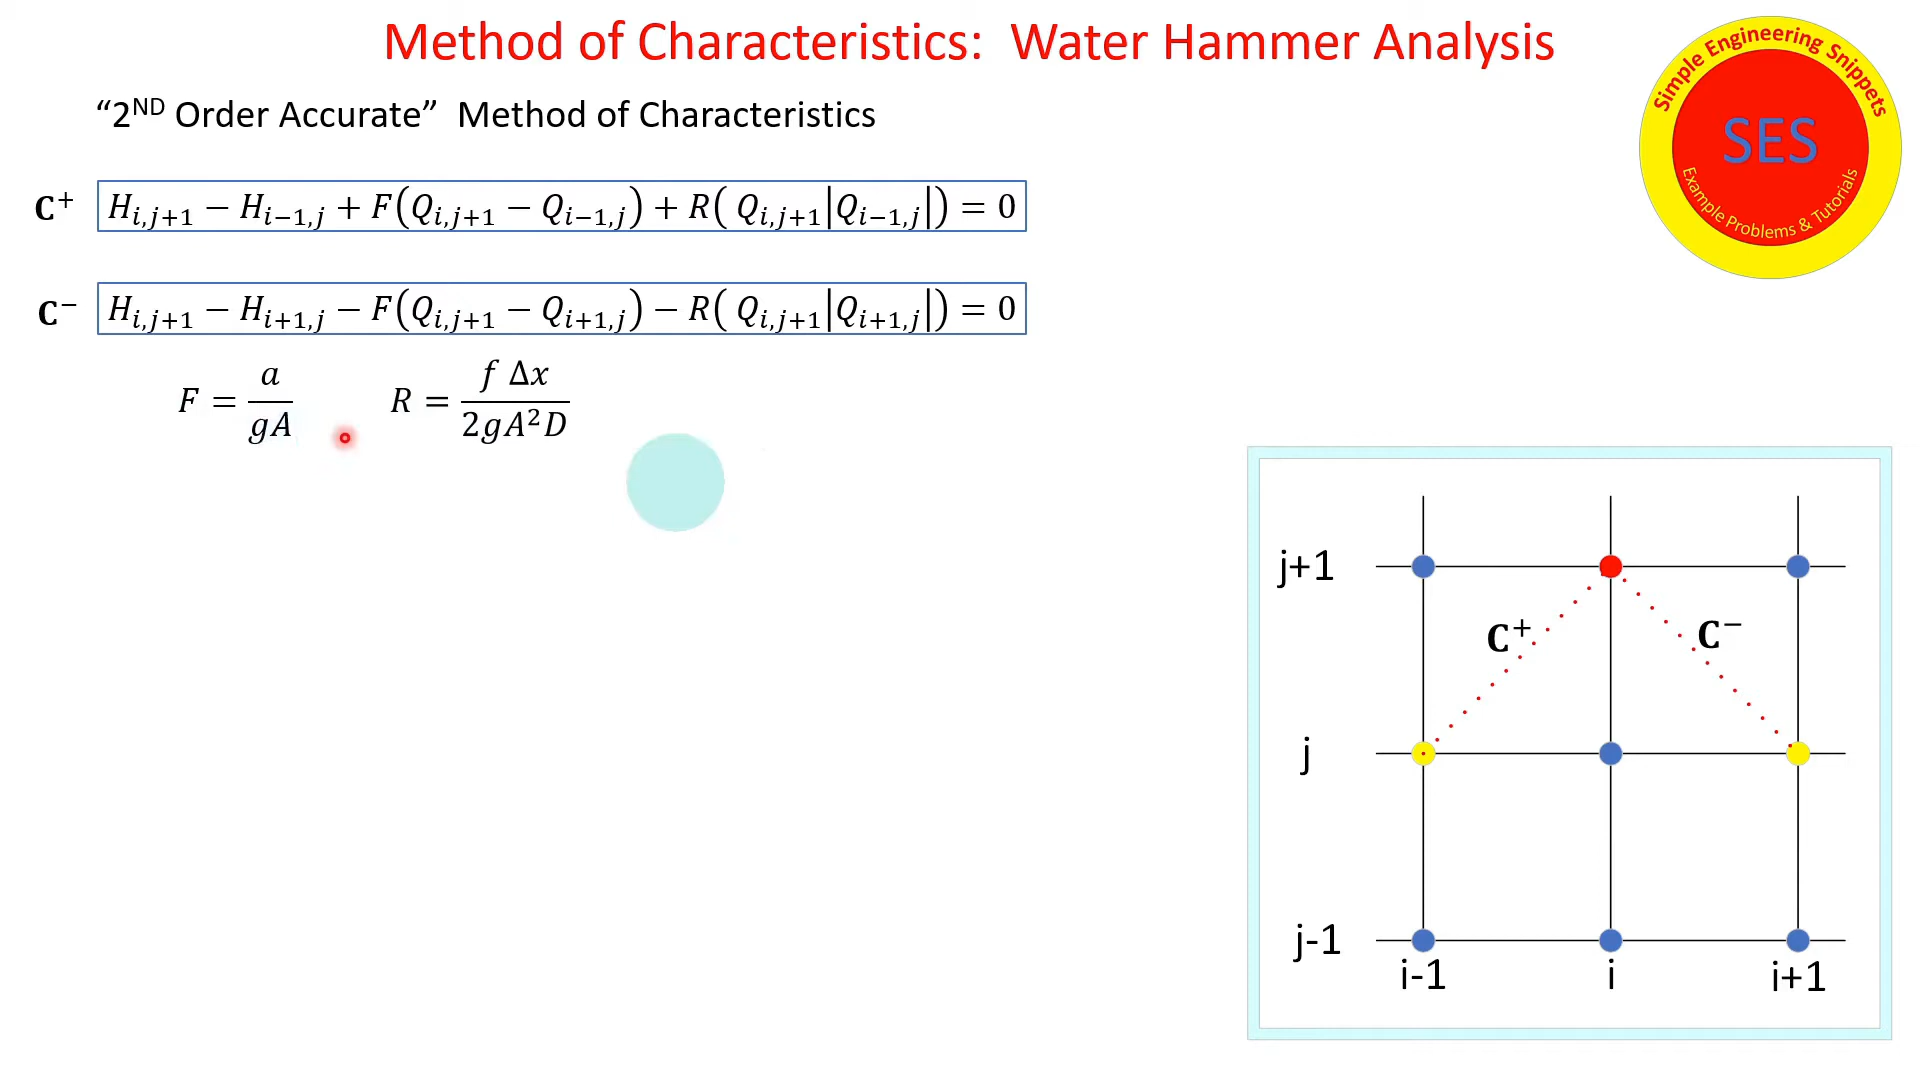 Method of Characteristics: Water Hammer Analysis
“2ND Order Accurate” Method of Characteristics
Simple Engineering Snippets
SES
Example Problems & Tutorials
C⁺ H_{i,j+1} − H_{i−1,j} + F(Q_{i,j+1} − Q_{i−1,j}) + R( Q_{i,j+1}|Q_{i−1,j}|) = 0
C⁻ H_{i,j+1} − H_{i+1,j} − F(Q_{i,j+1} − Q_{i+1,j}) − R( Q_{i,j+1}|Q_{i+1,j}|) = 0
F = a/gA R = f Δx/2gA²D
j+1
C⁺ C⁻
j
j-1
i-1 i i+1